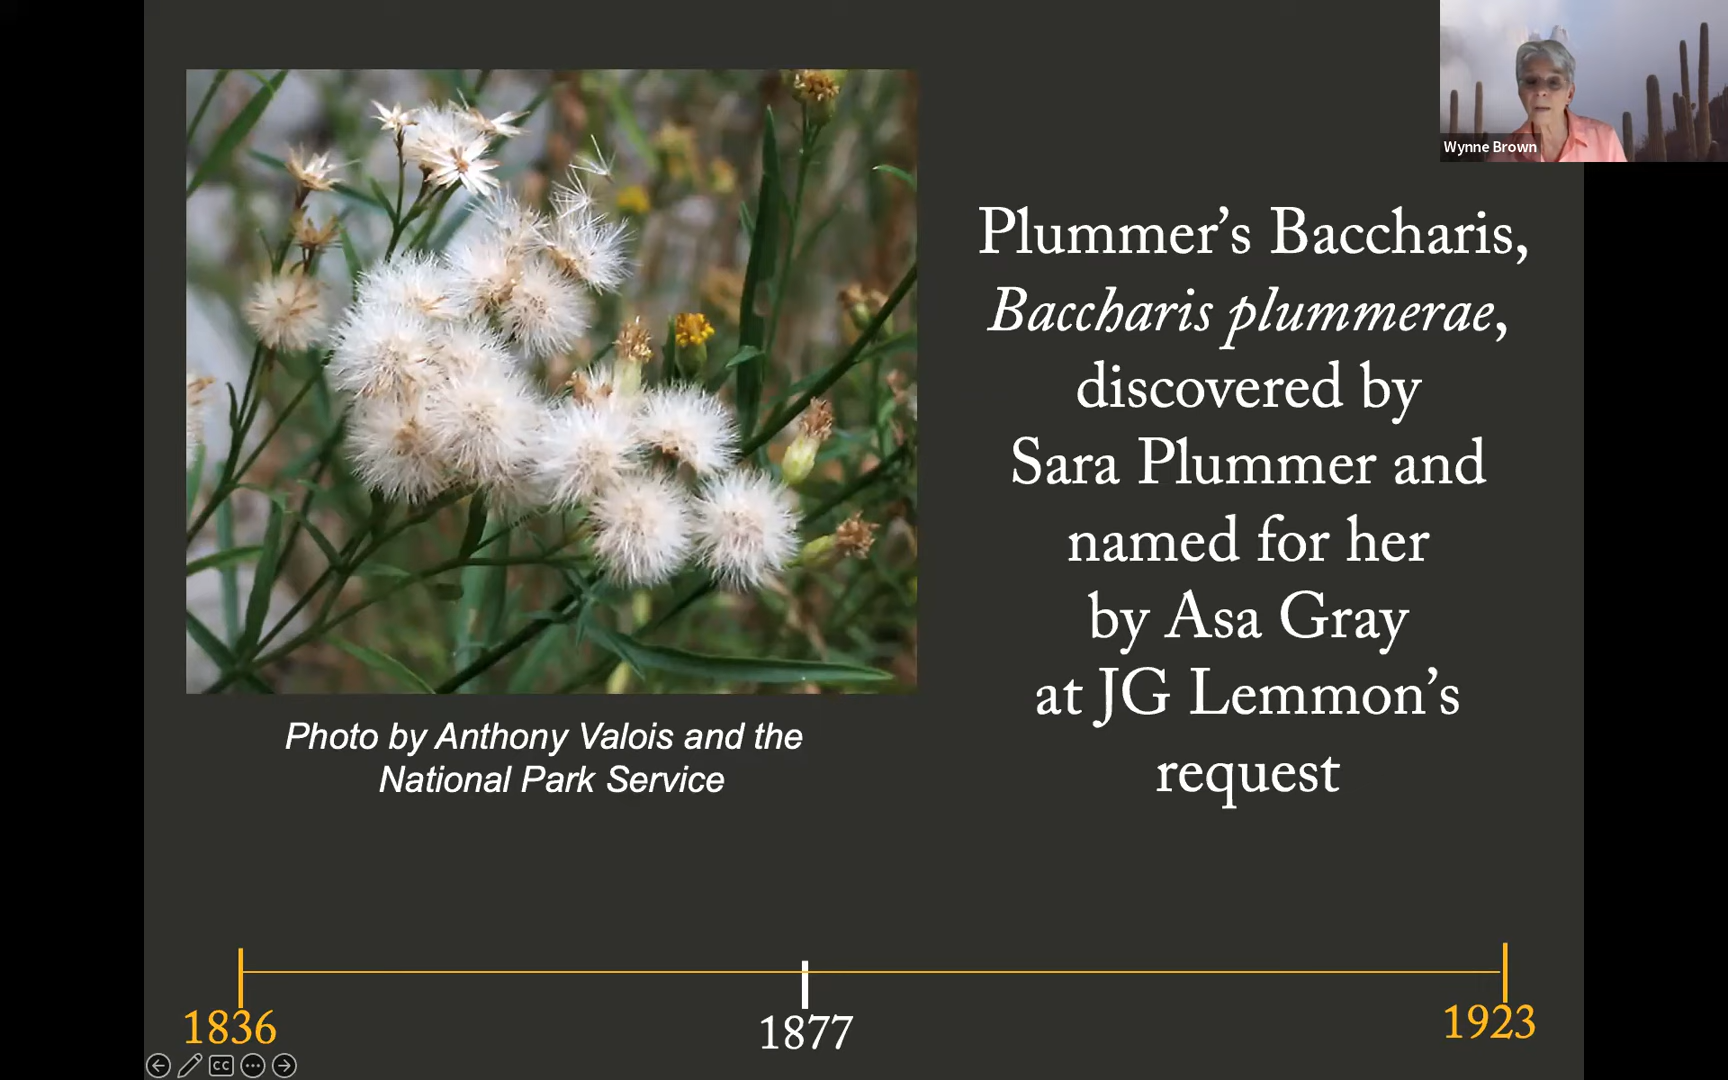 Wynne Brown
Plummer’s Baccharis,
Baccharis plummerae,
discovered by
Sara Plummer and
named for her
by Asa Gray
at JG Lemmon’s
request
Photo by Anthony Valois and the
National Park Service
1836
1877
1923
CC